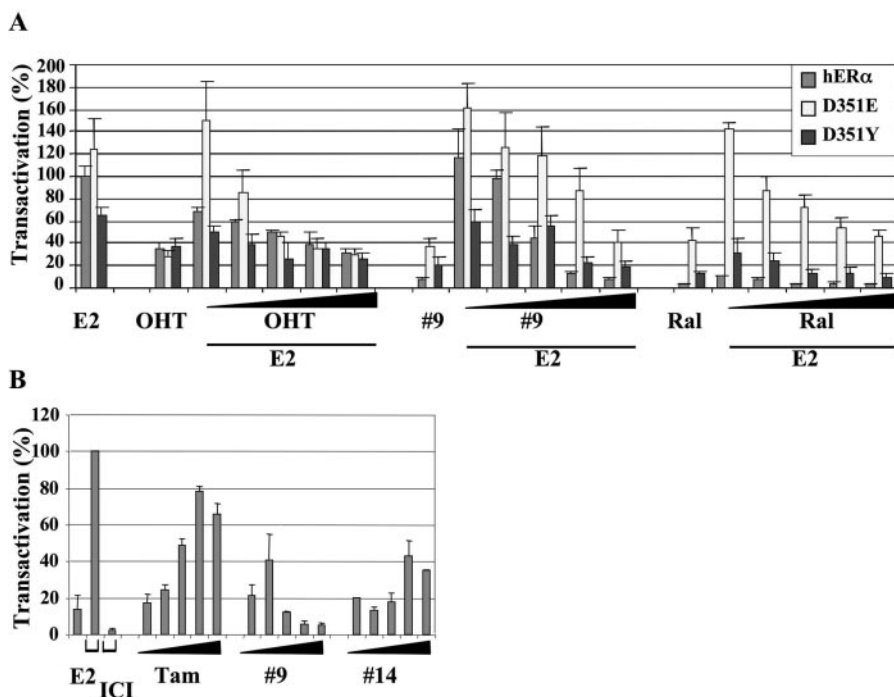 A
Transactivation (%)
200
180
160
140
120
100
80
60
40
20
0
hERα
D351E
D351Y
E2 OHT OHT #9 #9 Ral Ral
E2 E2 E2
B
Transactivation (%)
120
100
80
60
40
20
0
E2 ICI Tam #9 #14